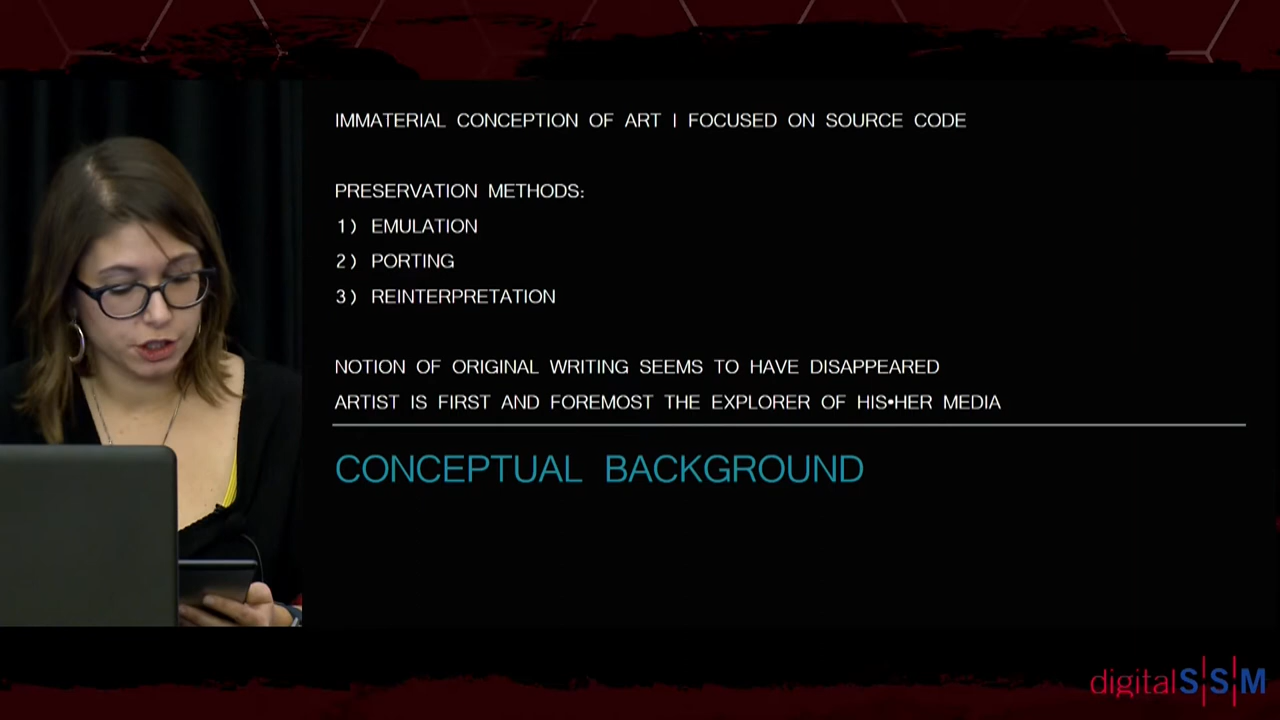 IMMATERIAL CONCEPTION OF ART | FOCUSED ON SOURCE CODE
PRESERVATION METHODS:
1) EMULATION
2) PORTING
3) REINTERPRETATION
NOTION OF ORIGINAL WRITING SEEMS TO HAVE DISAPPEARED
ARTIST IS FIRST AND FOREMOST THE EXPLORER OF HIS•HER MEDIA
CONCEPTUAL BACKGROUND
digitalS|S|M